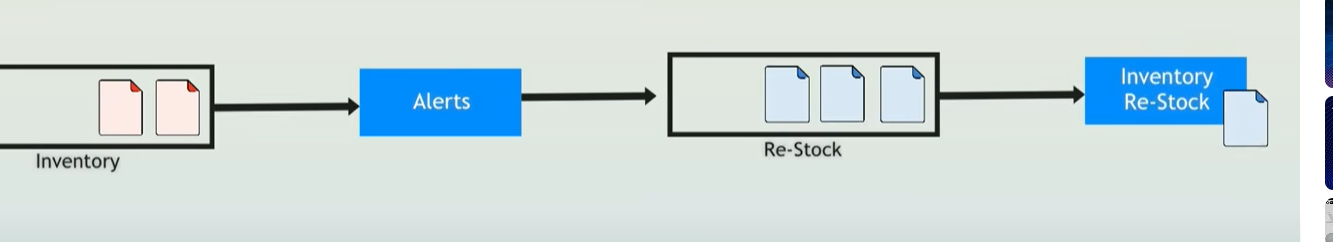 Inventory
Alerts
Re-Stock
Inventory
Re-Stock